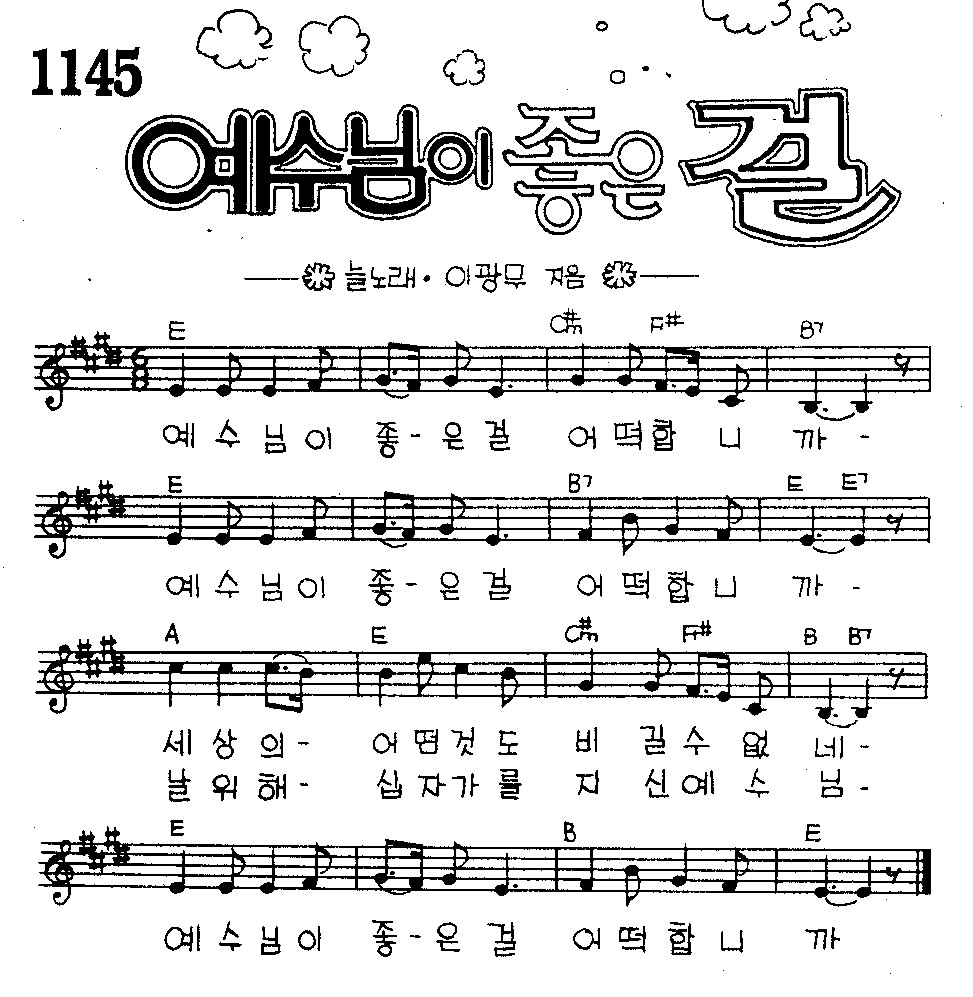 1145
예수님이 좋은 걸
늘노래 · 이광무 지음
E C#m F# B7
예 수 님 이 좋 - 은 걸 어 떡 합 니 까 -
E B7 E E7
예 수 님 이 좋 - 은 걸 어 떡 합 니 까 -
A E C#m F# B B7
세 상 의 - 어 떤 것 도 비 길 수 없 네 -
날 위 해 - 십 자 가 를 지 신 예 수 님 -
E B E
예 수 님 이 좋 - 은 걸 어 떡 합 니 까